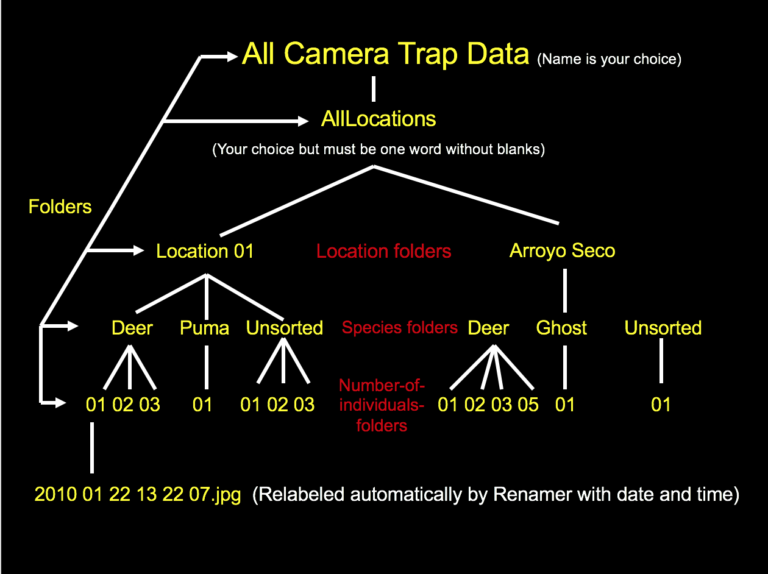 All Camera Trap Data (Name is your choice)
AllLocations
(Your choice but must be one word without blanks)
Folders
Location 01 Location folders Arroyo Seco
Deer Puma Unsorted Species folders Deer Ghost Unsorted
Number-of-
individuals-
folders
01 02 03 01 01 02 03 01 02 03 05 01 01
2010 01 22 13 22 07.jpg (Relabeled automatically by Renamer with date and time)